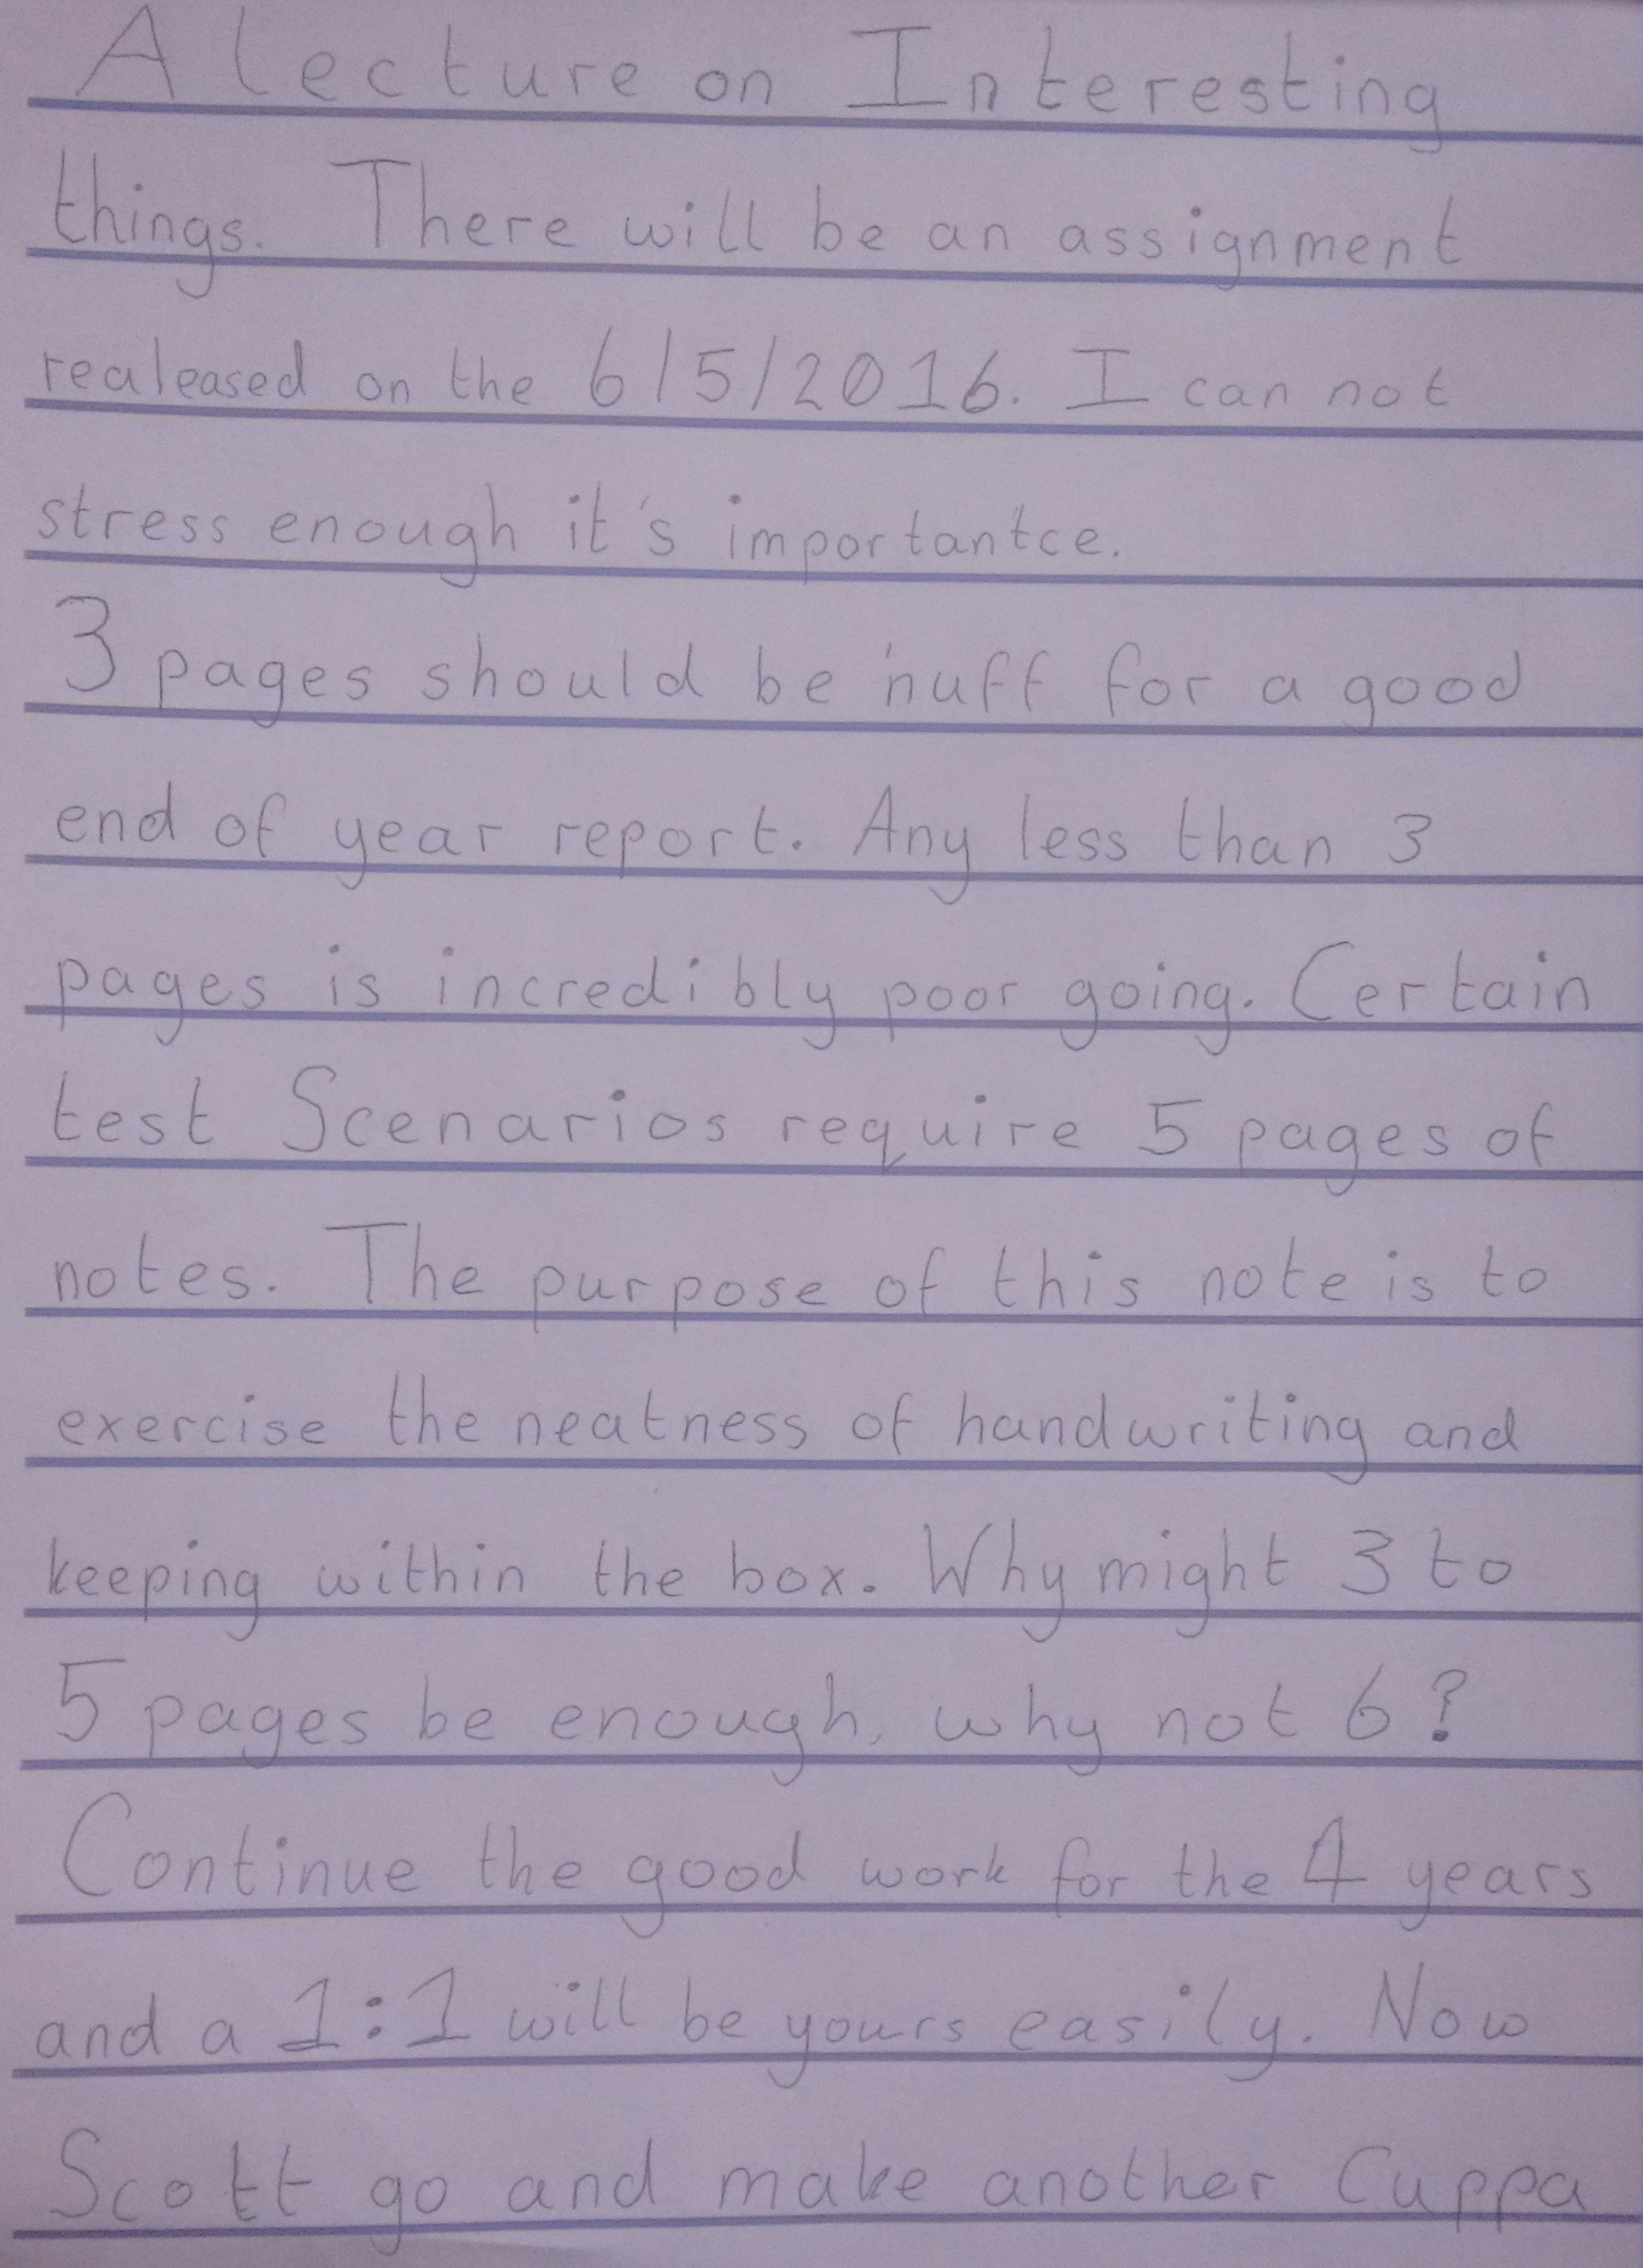 A lecture on Interesting
things. There will be an assignment
realeased on the 6/5/2016. I can not
stress enough it's importantce.
3 pages should be 'nuff for a good
end of year report. Any less than 3
pages is incredibly poor going. Certain
test Scenarios require 5 pages of
notes. The purpose of this note is to
exercise the neatness of handwriting and
keeping within the box. Why might 3 to
5 pages be enough, why not 6?
Continue the good work for the 4 years
and a 1:1 will be yours easily. Now
Scott go and make another Cuppa